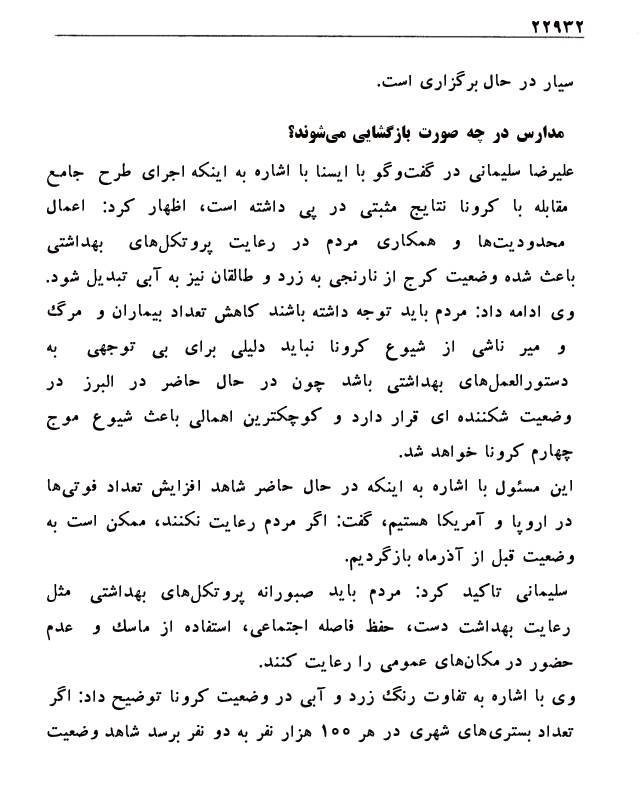 ۲۲۹۳۲
سیار در حال برگزاری است.
مدارس در چه صورت بازگشایی می‌شوند؟
علیرضا سلیمانی در گفت‌وگو با ایسنا با اشاره به اینکه اجرای طرح جامع
مقابله با کرونا نتایج مثبتی در پی داشته است، اظهار کرد: اعمال
محدودیت‌ها و همکاری مردم در رعایت پروتکل‌های بهداشتی
باعث شده وضعیت کرج از نارنجی به زرد و طالقان نیز به آبی تبدیل شود.
وی ادامه داد: مردم باید توجه داشته باشند کاهش تعداد بیماران و مرگ
و میر ناشی از شیوع کرونا نباید دلیلی برای بی توجهی به
دستورالعمل‌های بهداشتی باشد چون در حال حاضر در البرز در
وضعیت شکننده ای قرار دارد و کوچکترین اهمالی باعث شیوع موج
چهارم کرونا خواهد شد.
این مسئول با اشاره به اینکه در حال حاضر شاهد افزایش تعداد فوتی‌ها
در اروپا و آمریکا هستیم، گفت: اگر مردم رعایت نکنند، ممکن است به
وضعیت قبل از آذرماه بازگردیم.
سلیمانی تاکید کرد: مردم باید صبورانه پروتکل‌های بهداشتی مثل
رعایت بهداشت دست، حفظ فاصله اجتماعی، استفاده از ماسک و عدم
حضور در مکان‌های عمومی را رعایت کنند.
وی با اشاره به تفاوت رنگ زرد و آبی در وضعیت کرونا توضیح داد: اگر
تعداد بستری‌های شهری در هر ۱۰۰ هزار نفر به دو نفر برسد شاهد وضعیت